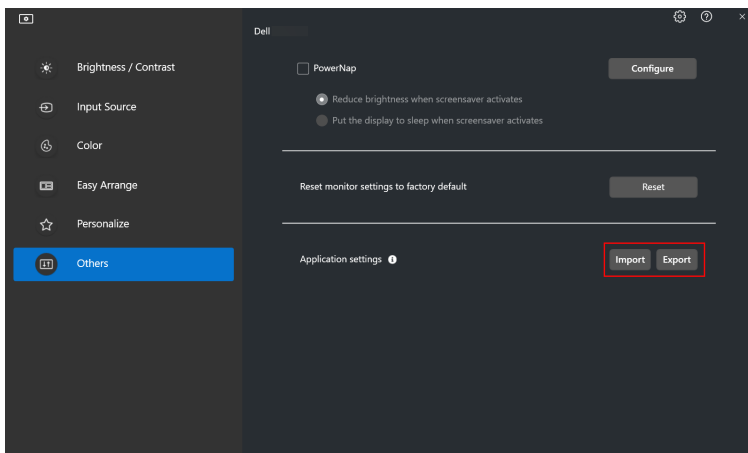 Dell
Brightness / Contrast
Input Source
Color
Easy Arrange
Personalize
Others
PowerNap
Configure
Reduce brightness when screensaver activates
Put the display to sleep when screensaver activates
Reset monitor settings to factory default
Reset
Application settings
Import
Export